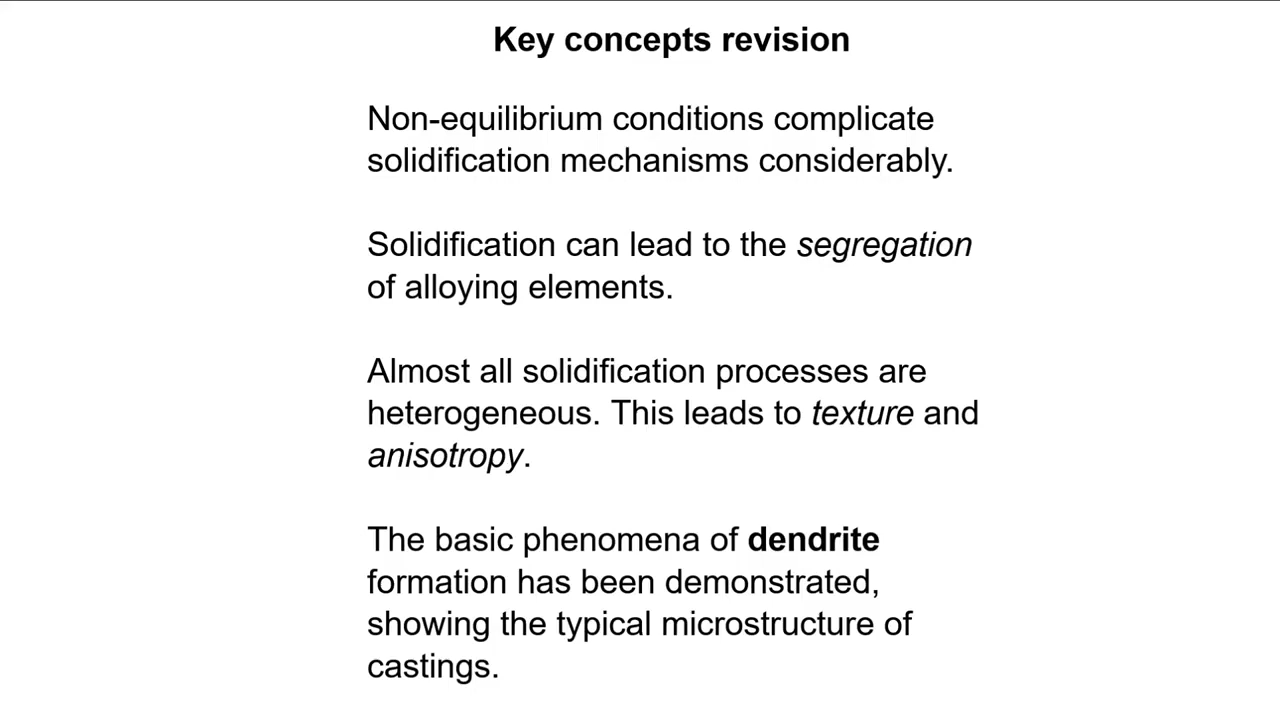 Key concepts revision
Non-equilibrium conditions complicate
solidification mechanisms considerably.
Solidification can lead to the segregation
of alloying elements.
Almost all solidification processes are
heterogeneous. This leads to texture and
anisotropy.
The basic phenomena of dendrite
formation has been demonstrated,
showing the typical microstructure of
castings.